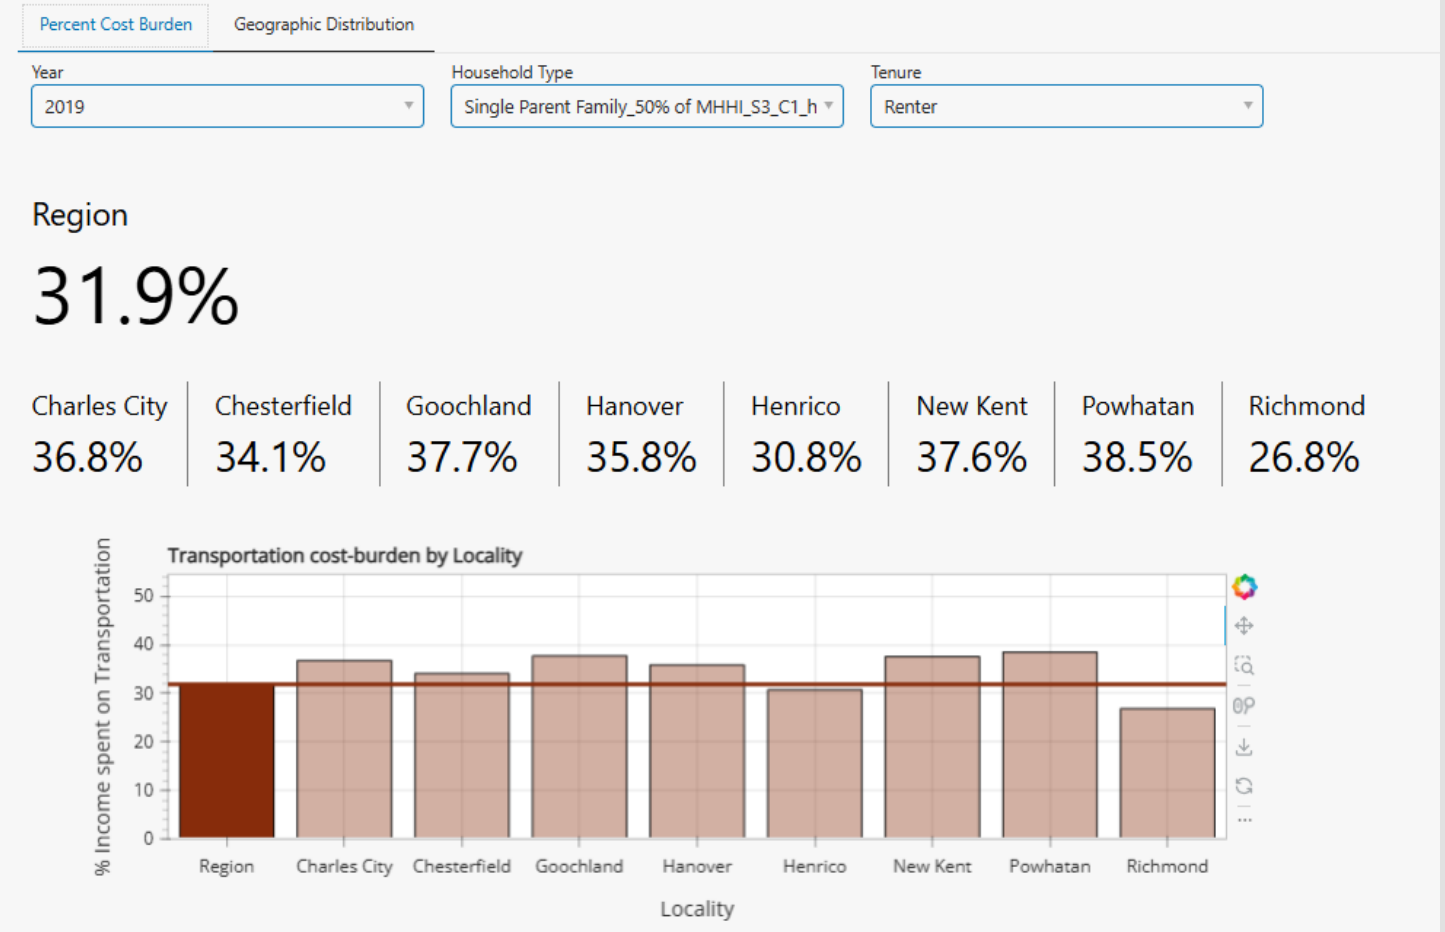 Percent Cost Burden Geographic Distribution
Year Household Type Tenure
2019 Single Parent Family_50% of MHHI_S3_C1_h Renter
Region
31.9%
Charles City Chesterfield Goochland Hanover Henrico New Kent Powhatan Richmond
36.8% 34.1% 37.7% 35.8% 30.8% 37.6% 38.5% 26.8%
Transportation cost-burden by Locality
% Income spent on Transportation
50
40
30
20
10
0
Region Charles City Chesterfield Goochland Hanover Henrico New Kent Powhatan Richmond
Locality